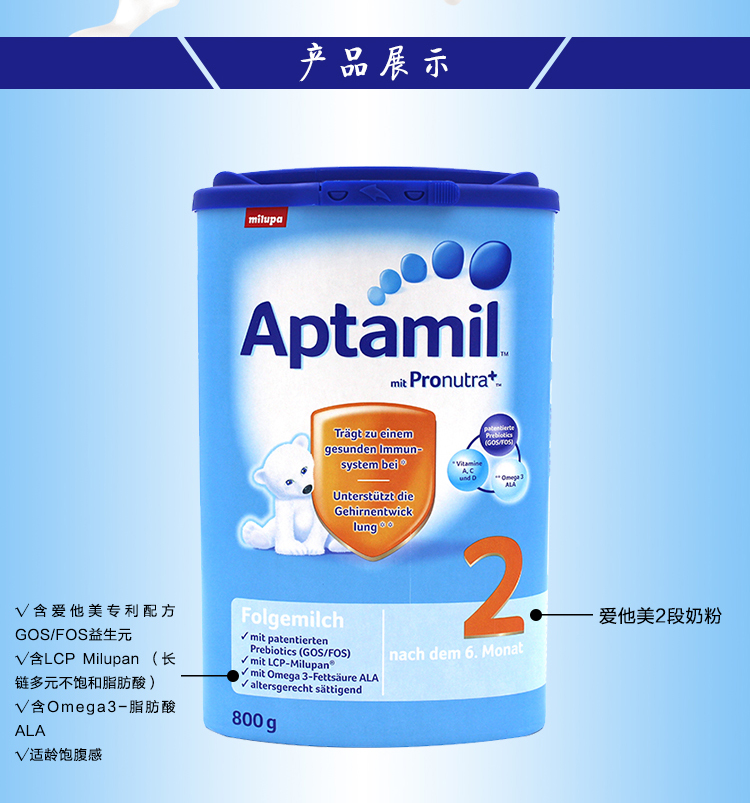 产品展示
milupa
Aptamil™
mit Pronutra+™
Trägt zu einem
gesunden Immun-
system bei°
Unterstützt die
Gehirnentwick
lung°°
patentierte
Prebiotics
(GOS/FOS)
* Vitamine
A, C
und D
** Omega 3
ALA
2
爱他美2段奶粉
Folgemilch
nach dem 6. Monat
✓ mit patentierten
Prebiotics (GOS/FOS)
✓ mit LCP-Milupan®
✓ mit Omega 3-Fettsäure ALA
✓ altersgerecht sättigend
800 g
√含爱他美专利配方
GOS/FOS益生元
√含LCP Milupan（长
链多元不饱和脂肪酸）
√含Omega3-脂肪酸
ALA
√适龄饱腹感